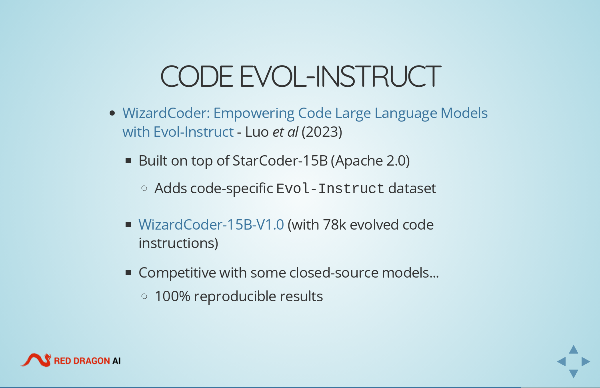 CODE EVOL-INSTRUCT
WizardCoder: Empowering Code Large Language Models
with Evol-Instruct - Luo et al (2023)
Built on top of StarCoder-15B (Apache 2.0)
Adds code-specific Evol-Instruct dataset
WizardCoder-15B-V1.0 (with 78k evolved code
instructions)
Competitive with some closed-source models...
100% reproducible results
RED DRAGON AI